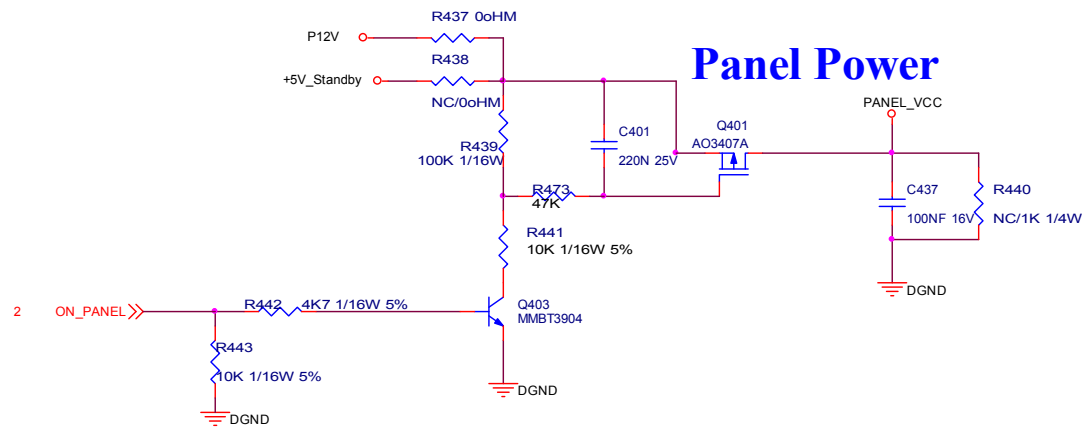 R437 0oHM
P12V
R438
+5V_Standby
NC/0oHM
Panel Power
PANEL_VCC
R439
100K 1/16W
C401
220N 25V
Q401
AO3407A
R473
47K
C437
100NF 16V
R440
NC/1K 1/4W
R441
10K 1/16W 5%
DGND
2 ON_PANEL
R442 4K7 1/16W 5%
Q403
MMBT3904
R443
10K 1/16W 5%
DGND
DGND